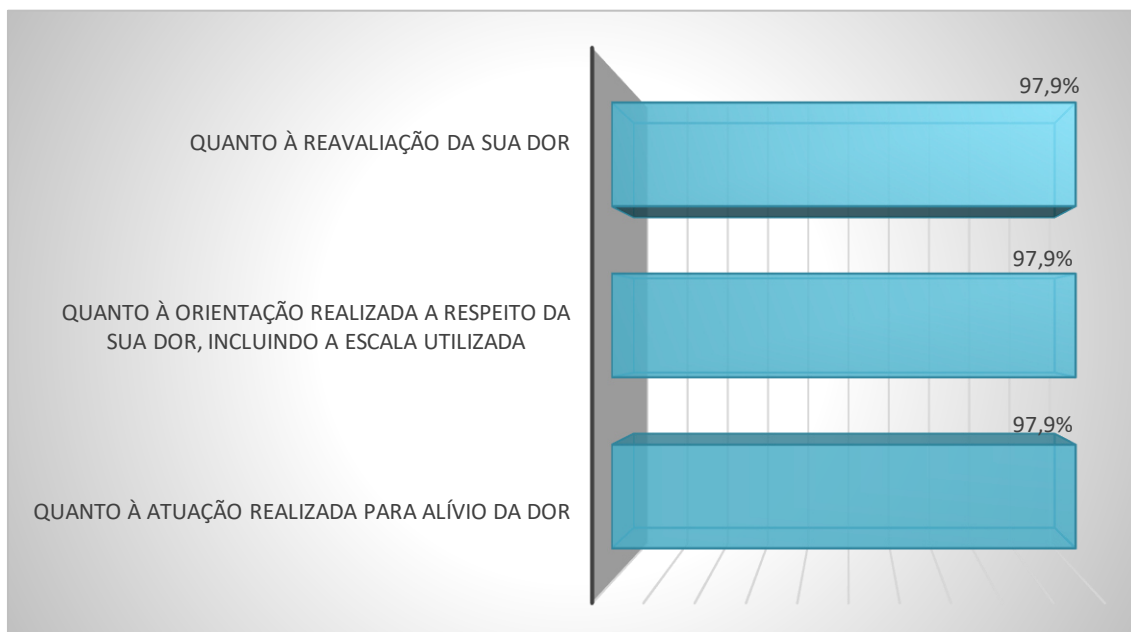 97,9%
QUANTO À REAVALIAÇÃO DA SUA DOR
97,9%
QUANTO À ORIENTAÇÃO REALIZADA A RESPEITO DA
SUA DOR, INCLUINDO A ESCALA UTILIZADA
97,9%
QUANTO À ATUAÇÃO REALIZADA PARA ALÍVIO DA DOR